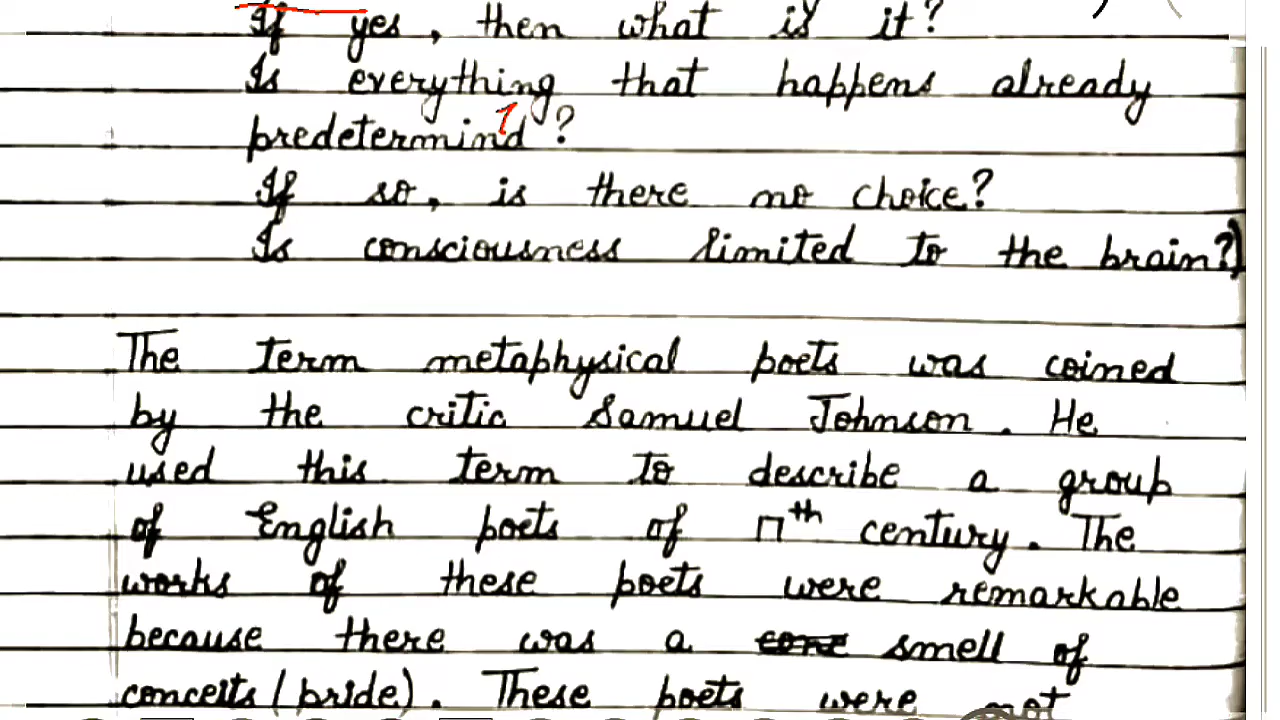 If yes, then what is it?
Is everything that happens already
predetermind ?
If so, is there no choice?
Is consciousness limited to the brain?)
The term metaphysical poets was coined
by the critic Samuel Johnson. He
used this term to describe a group
of English poets of 17th century. The
works of these poets were remarkable
because there was a smell of
conceits (pride). These poets were not